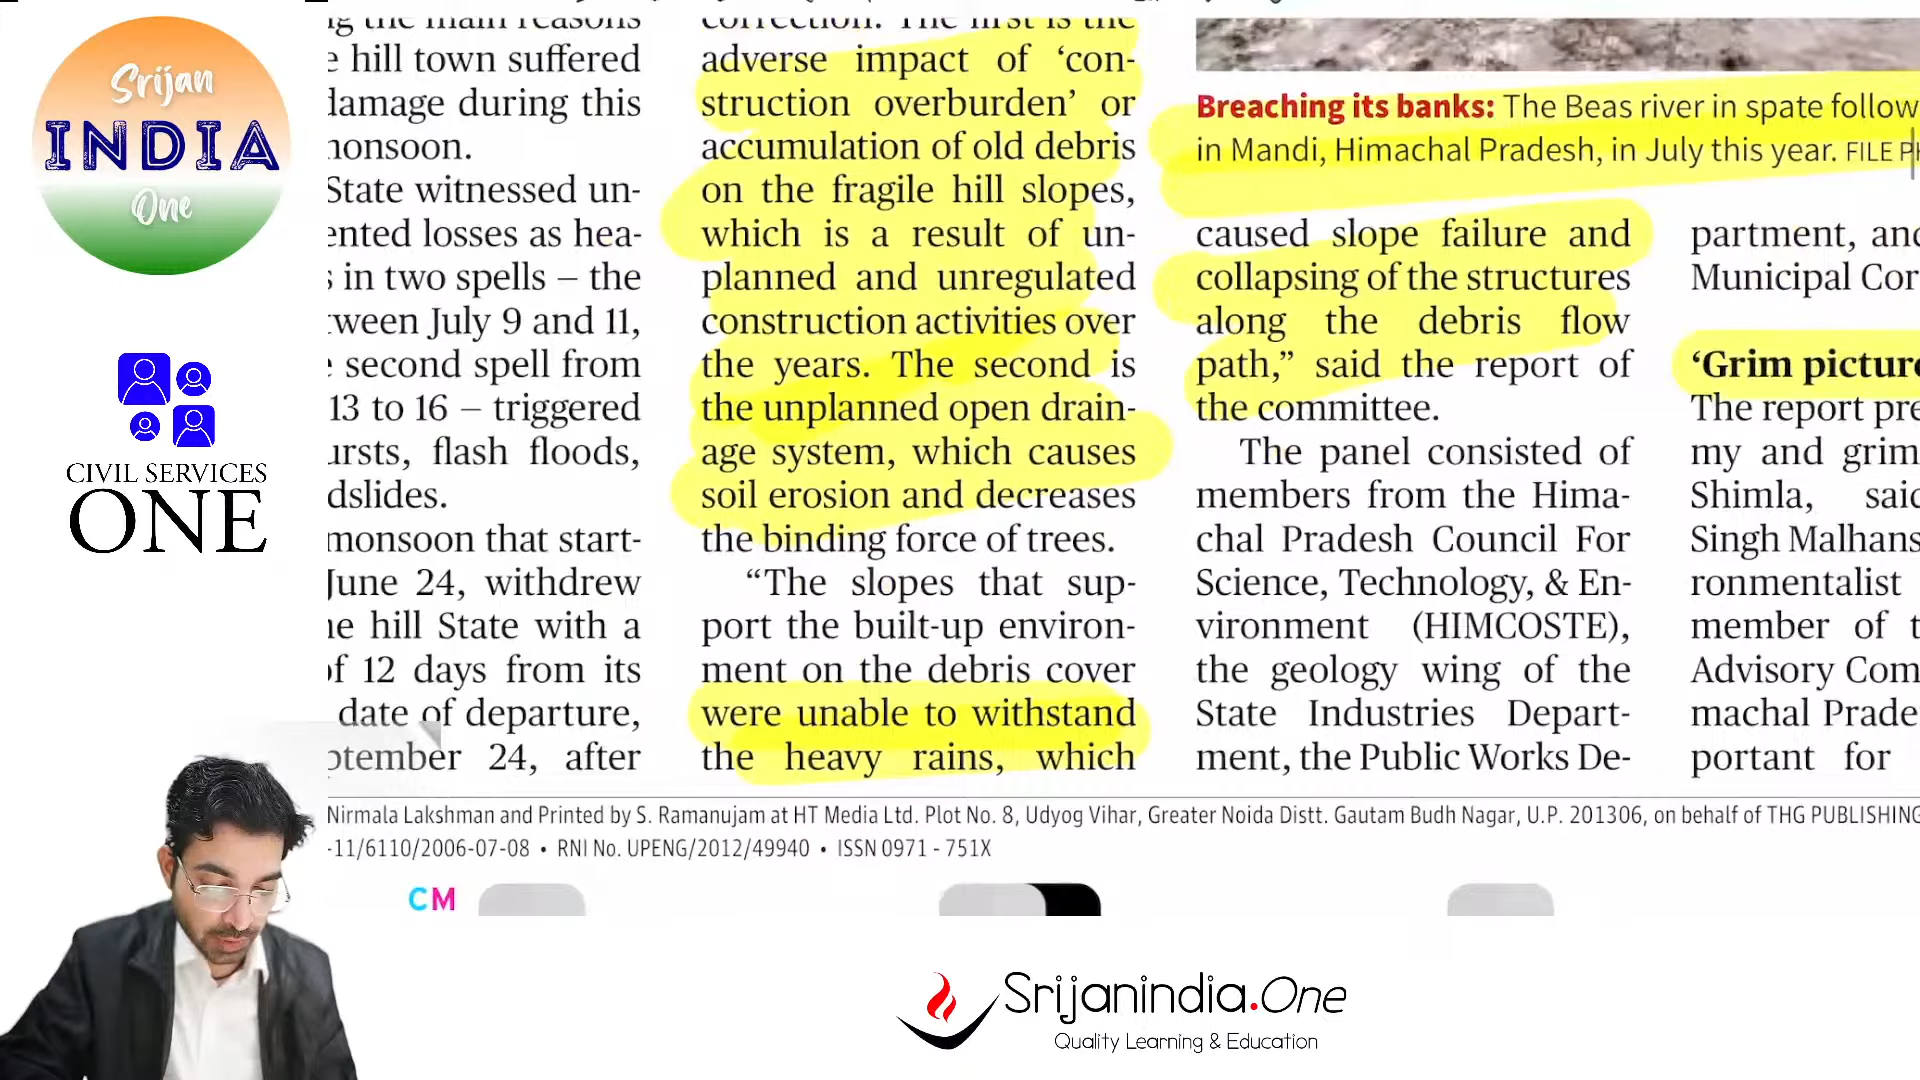 Srijan
INDIA
One
CIVIL SERVICES
ONE
the main reasons
hill town suffered
damage during this
monsoon.
State witnessed un-
losses as hea-
in two spells – the
July 9 and 11,
second spell from
13 to 16 – triggered
flash floods,
monsoon that start-
June 24, withdrew
hill State with a
12 days from its
date of departure,
24, after
correction. The first is the
adverse impact of ‘con-
struction overburden’ or
accumulation of old debris
on the fragile hill slopes,
which is a result of un-
planned and unregulated
construction activities over
the years. The second is
the unplanned open drain-
age system, which causes
soil erosion and decreases
the binding force of trees.
“The slopes that sup-
port the built-up environ-
ment on the debris cover
were unable to withstand
the heavy rains, which
Breaching its banks: The Beas river in spate follow
in Mandi, Himachal Pradesh, in July this year. FILE
caused slope failure and
collapsing of the structures
along the debris flow
path,” said the report of
the committee.
The panel consisted of
members from the Hima-
chal Pradesh Council For
Science, Technology, & En-
vironment (HIMCOSTE),
the geology wing of the
State Industries Depart-
ment, the Public Works De-
partment, and
Municipal Cor
‘Grim picture
The report pre
my and grim
Shimla, said
Singh Malhans
ronmentalist
member of t
Advisory Com
machal Prade
portant for
Nirmala Lakshman and Printed by S. Ramanujam at HT Media Ltd. Plot No. 8, Udyog Vihar, Greater Noida Distt. Gautam Budh Nagar, U.P. 201306, on behalf of THG PUBLISHING
-11/6110/2006-07-08 • RNI No. UPENG/2012/49940 • ISSN 0971 - 751X
CM
Srijanindia.One
Quality Learning & Education